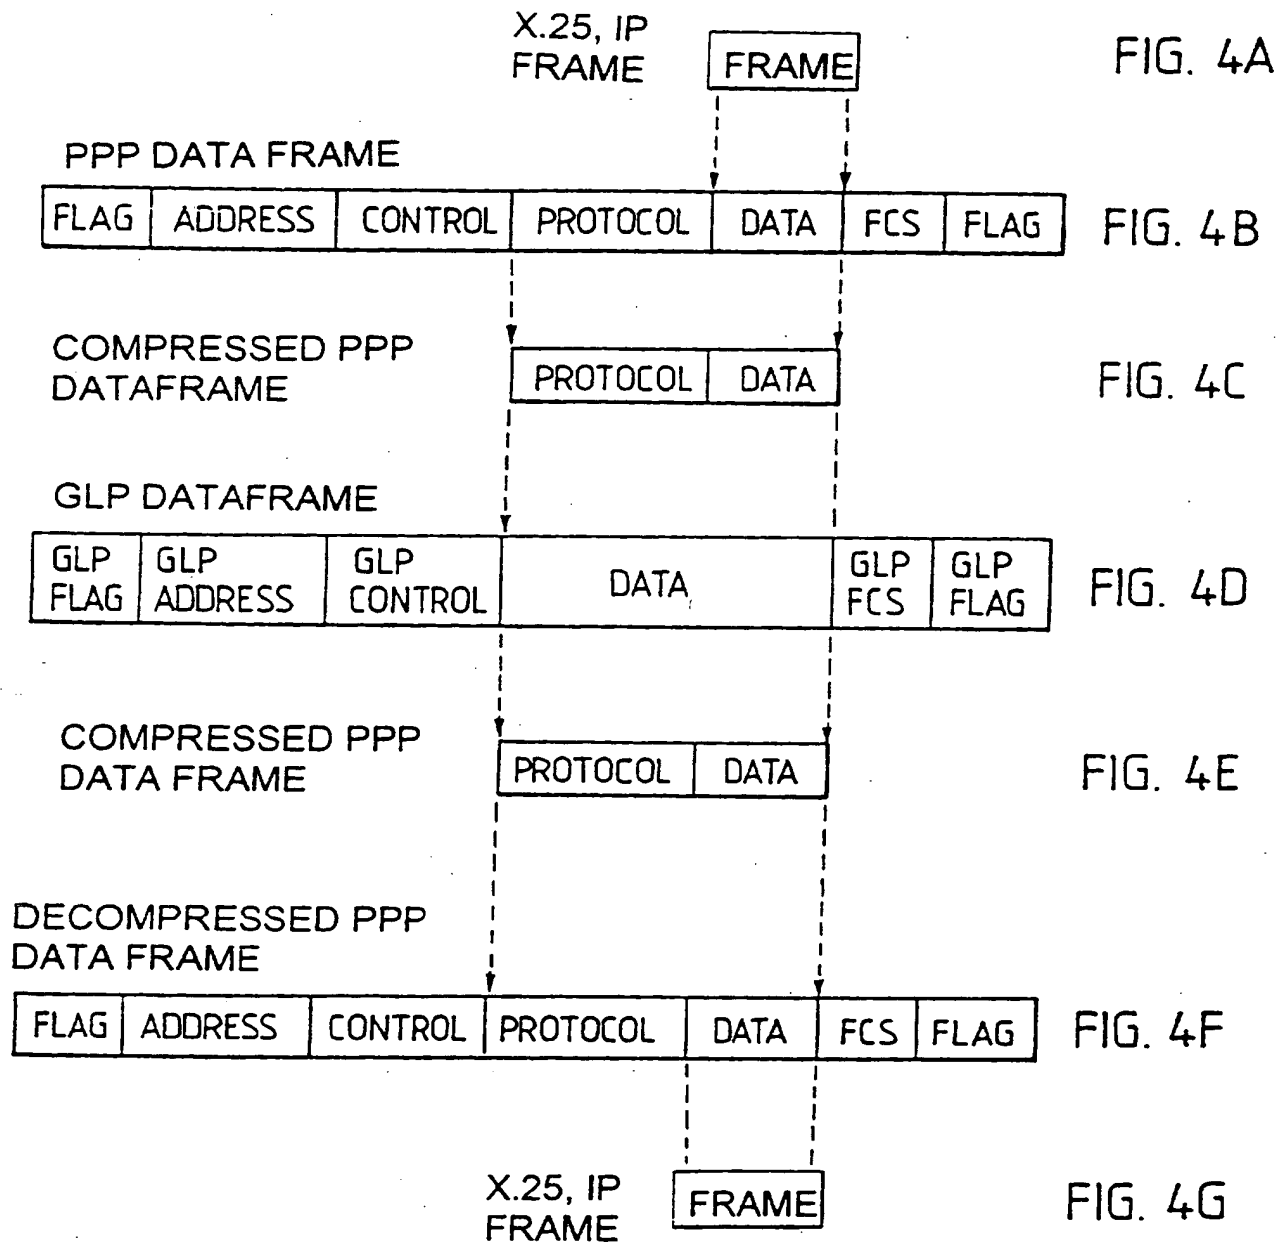 X.25, IP
FRAME
FRAME
FIG. 4A
PPP DATA FRAME
FLAG ADDRESS CONTROL PROTOCOL DATA FCS FLAG
FIG. 4B
COMPRESSED PPP
DATAFRAME
PROTOCOL DATA
FIG. 4C
GLP DATAFRAME
GLP FLAG
GLP ADDRESS
GLP CONTROL
DATA
GLP FCS
GLP FLAG
FIG. 4D
COMPRESSED PPP
DATA FRAME
PROTOCOL DATA
FIG. 4E
DECOMPRESSED PPP
DATA FRAME
FLAG ADDRESS CONTROL PROTOCOL DATA FCS FLAG
FIG. 4F
X.25, IP
FRAME
FRAME
FIG. 4G